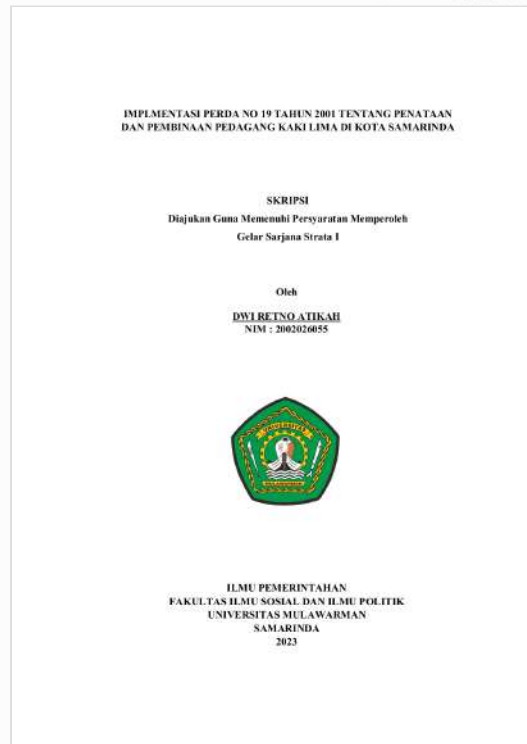 IMPLMENTASI PERDA NO 19 TAHUN 2001 TENTANG PENATAAN
DAN PEMBINAAN PEDAGANG KAKI LIMA DI KOTA SAMARINDA
SKRIPSI
Diajukan Guna Memenuhi Persyaratan Memperoleh
Gelar Sarjana Strata I
Oleh
DWI RETNO ATIKAH
NIM : 2002026055
UNIVERSITAS
MULAWARMAN
ILMU PEMERINTAHAN
FAKULTAS ILMU SOSIAL DAN ILMU POLITIK
UNIVERSITAS MULAWARMAN
SAMARINDA
2023